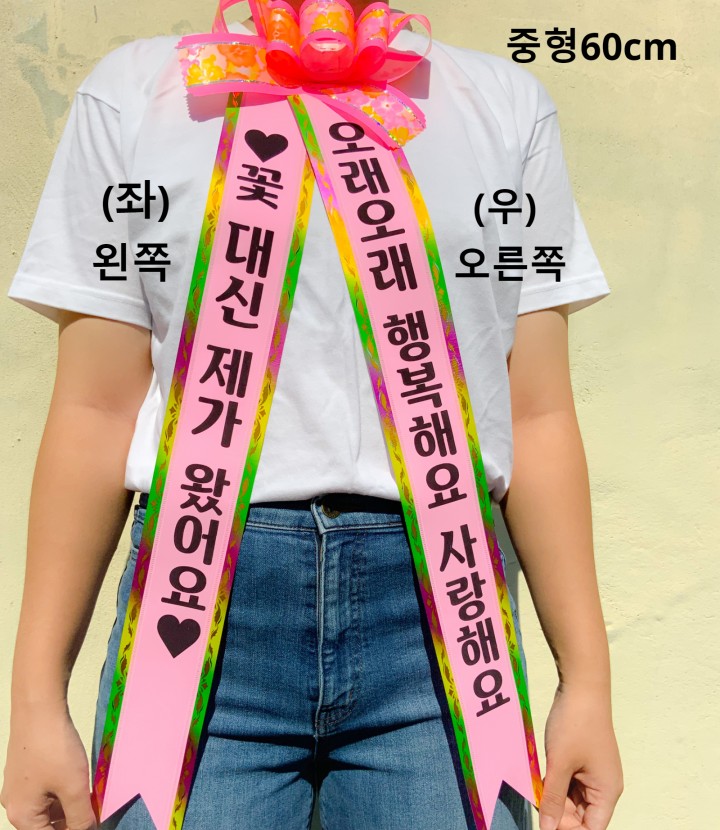 중형60cm
(좌)
왼쪽
(우)
오른쪽
♥꽃 대신 제가 왔어요♥
오래오래 행복해요 사랑해요